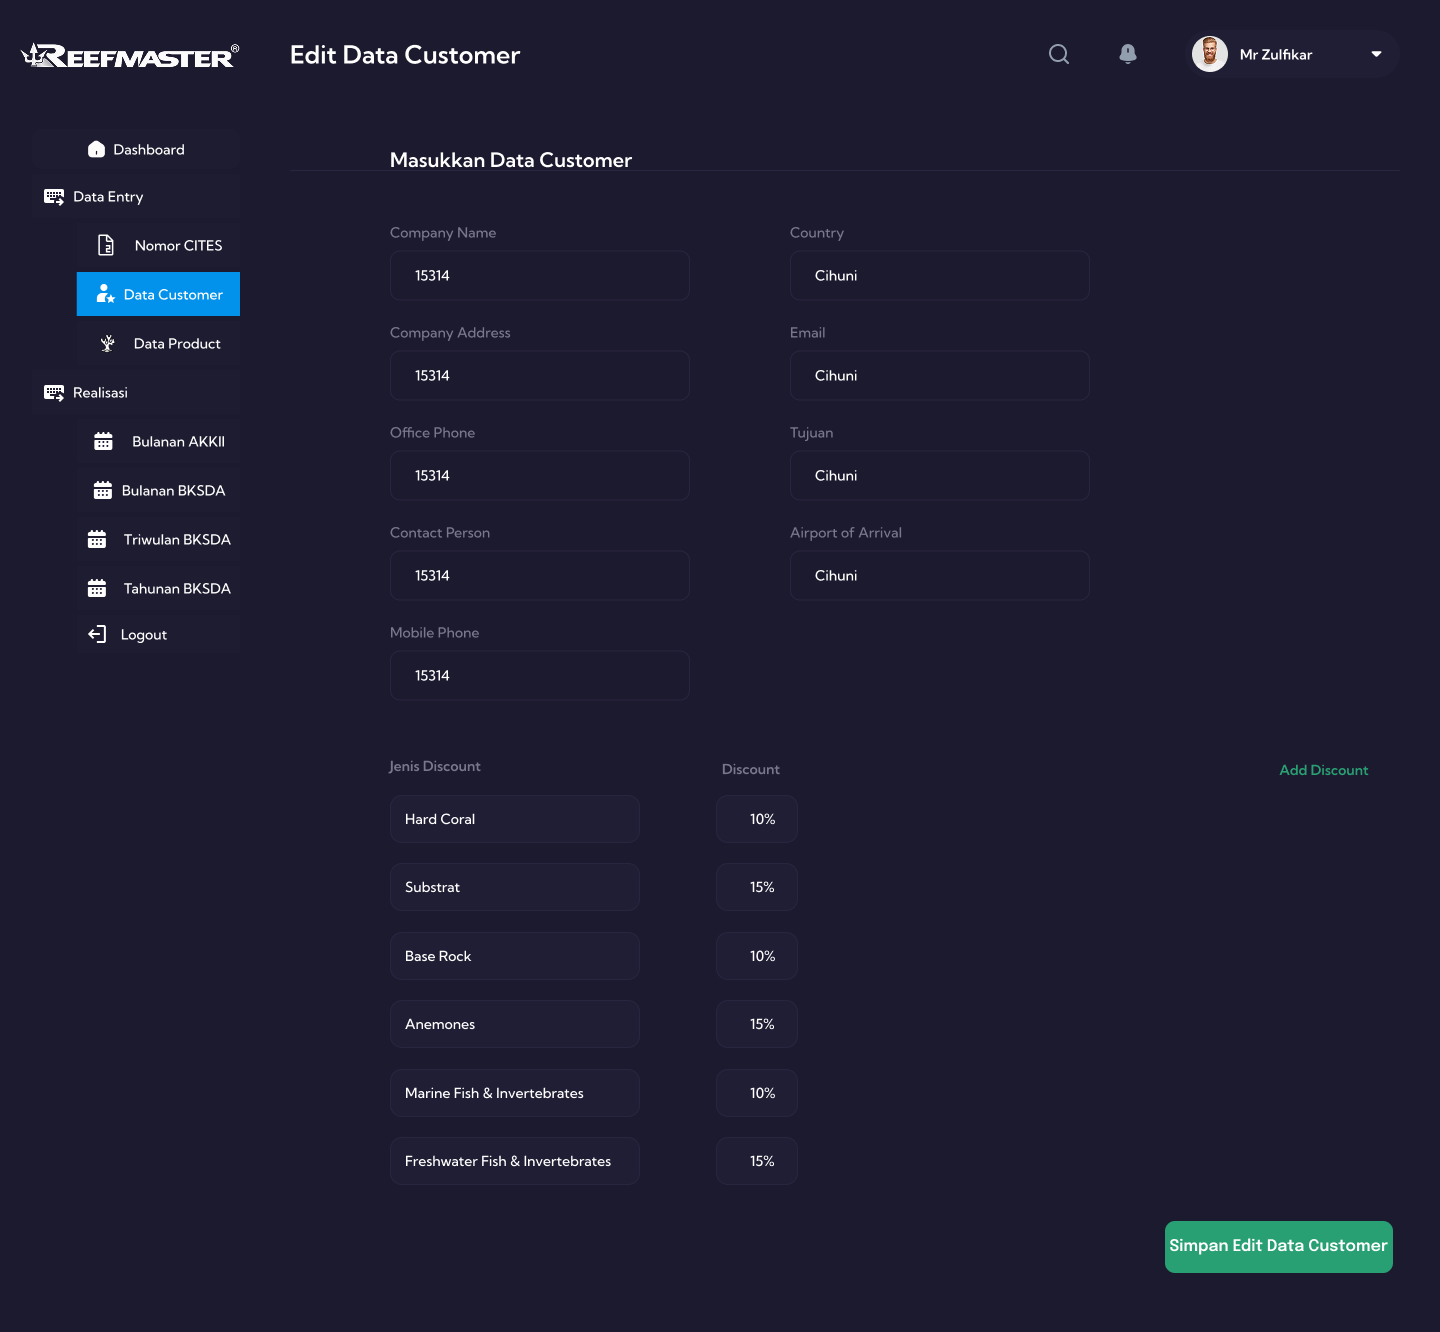 REEFMASTER®
Edit Data Customer
Mr Zulfikar
Dashboard
Data Entry
Nomor CITES
Data Customer
Data Product
Realisasi
Bulanan AKKII
Bulanan BKSDA
Triwulan BKSDA
Tahunan BKSDA
Logout
Masukkan Data Customer
Company Name
15314
Country
Cihuni
Company Address
15314
Email
Cihuni
Office Phone
15314
Tujuan
Cihuni
Contact Person
15314
Airport of Arrival
Cihuni
Mobile Phone
15314
Jenis Discount
Discount
Add Discount
Hard Coral
10%
Substrat
15%
Base Rock
10%
Anemones
15%
Marine Fish & Invertebrates
10%
Freshwater Fish & Invertebrates
15%
Simpan Edit Data Customer